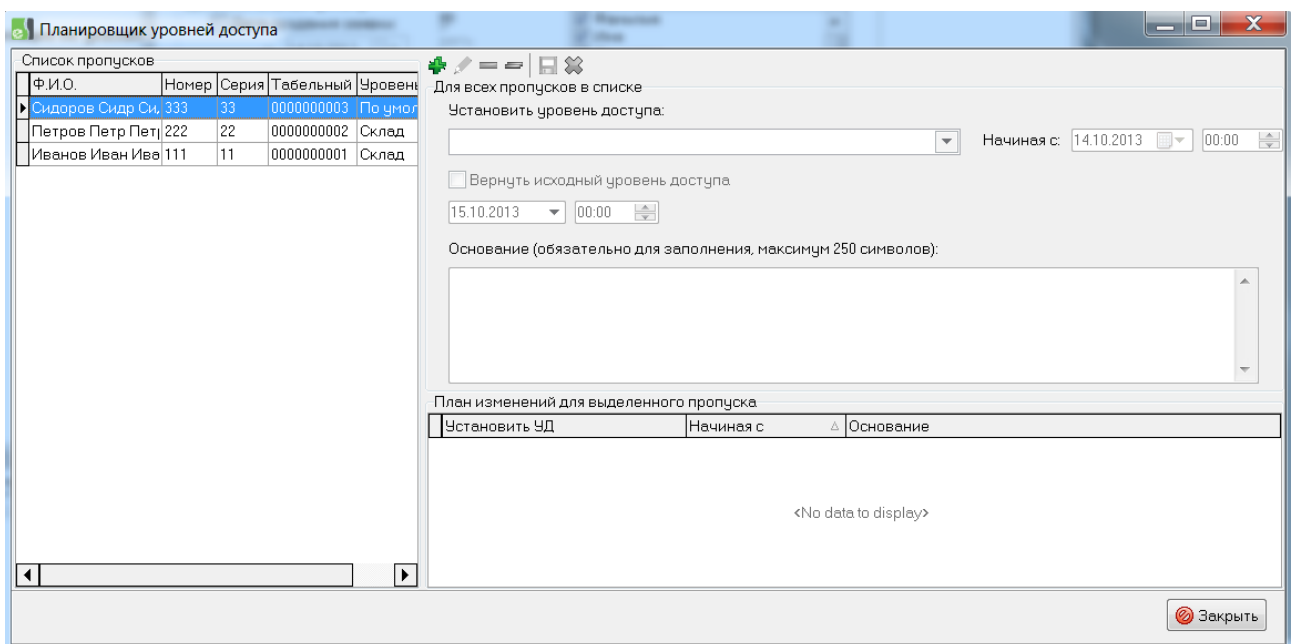 Планировщик уровней доступа
Список пропусков
Ф.И.О. Номер Серия Табельный Уровень
Сидоров Сидр Си, 333 33 0000000003 По умол
Петров Петр Пет 222 22 0000000002 Склад
Иванов Иван Ива 111 11 0000000001 Склад
Для всех пропусков в списке
Установить уровень доступа:
Начиная с: 14.10.2013 00:00
Вернуть исходный уровень доступа
15.10.2013 00:00
Основание (обязательно для заполнения, максимум 250 символов):
План изменений для выделенного пропуска
Установить УД Начиная с Основание
<No data to display>
Закрыть